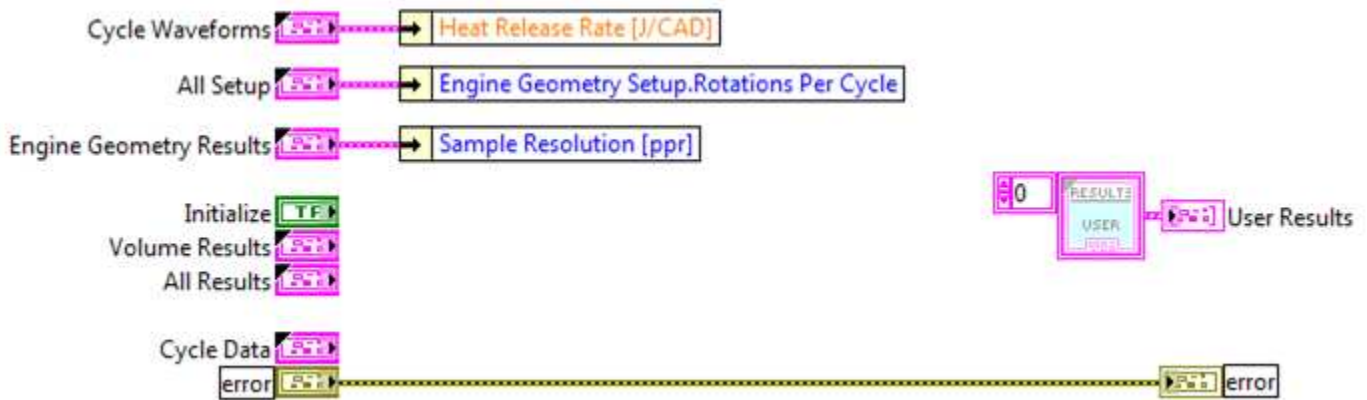 Cycle Waveforms
Heat Release Rate [J/CAD]
All Setup
Engine Geometry Setup.Rotations Per Cycle
Engine Geometry Results
Sample Resolution [ppr]
Initialize TF
0
RESULTS
USER
User Results
Volume Results
All Results
Cycle Data
error
error